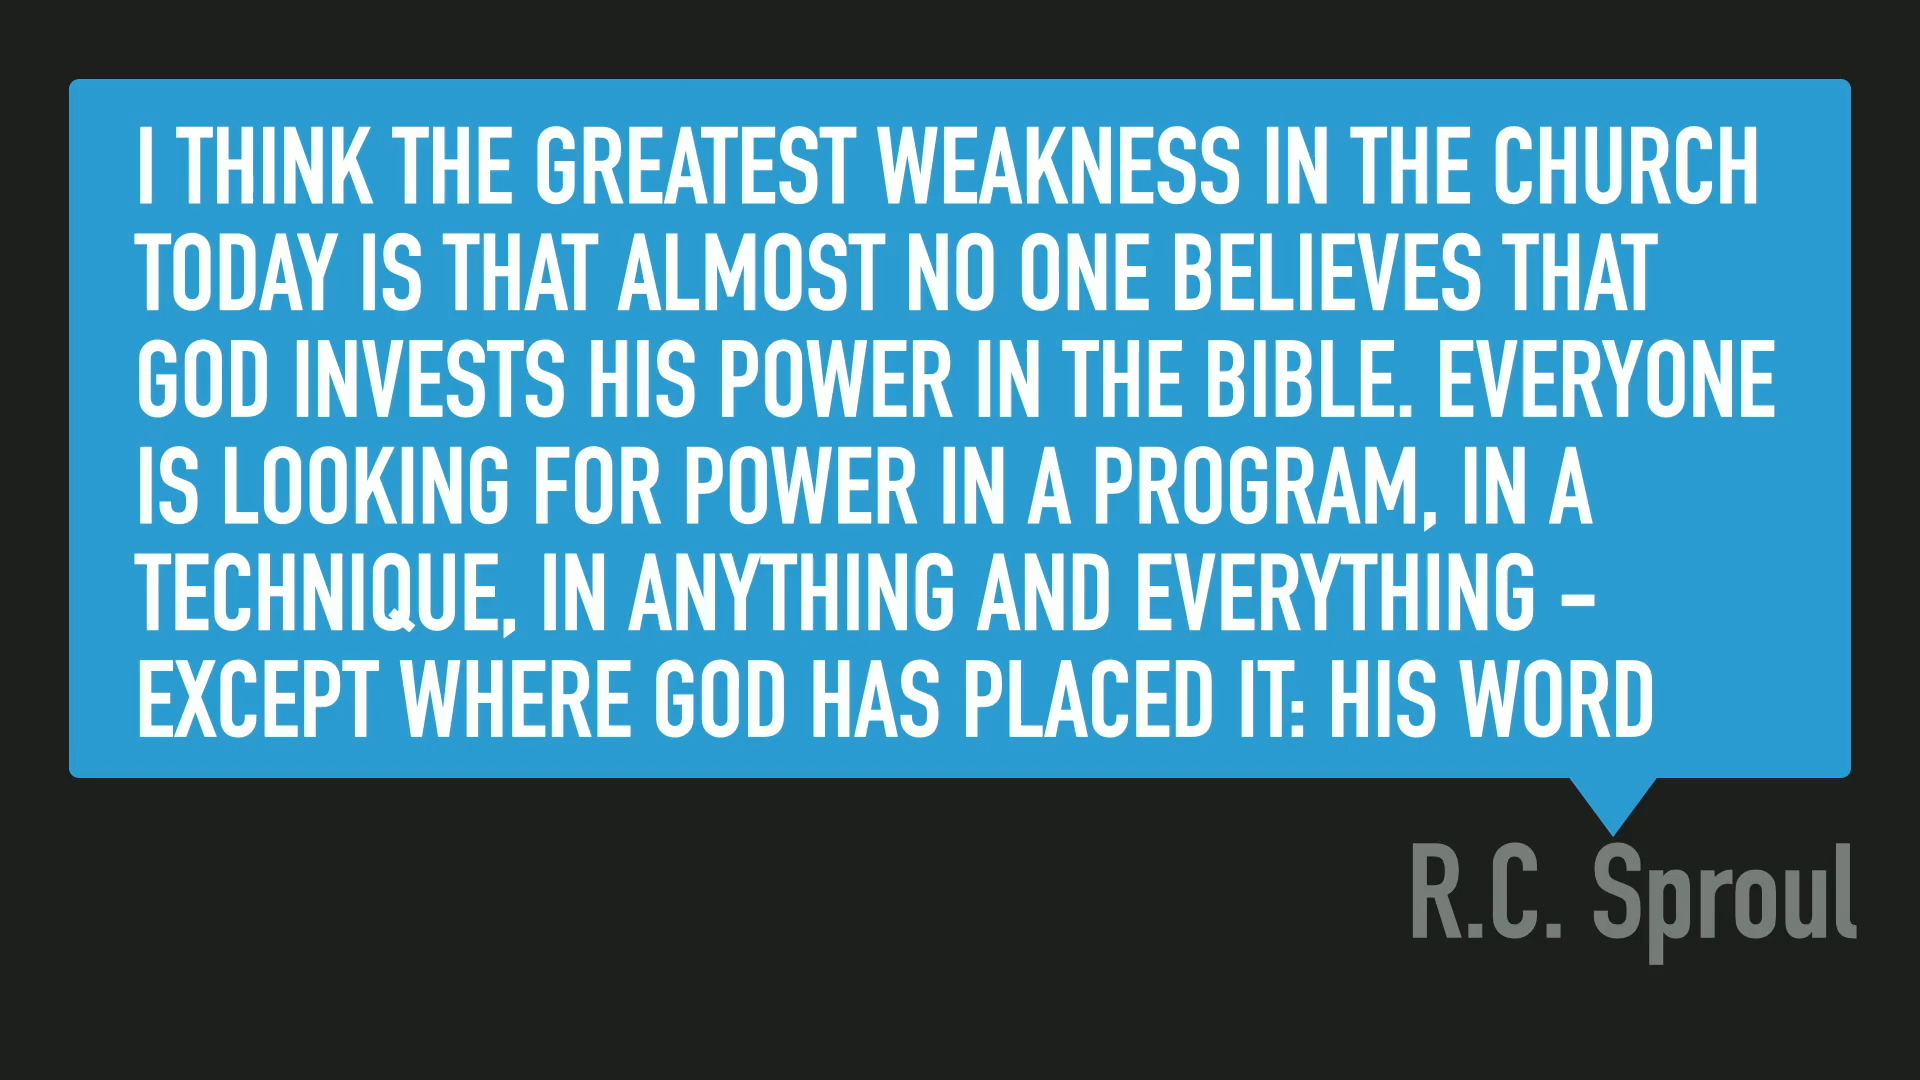 I THINK THE GREATEST WEAKNESS IN THE CHURCH
TODAY IS THAT ALMOST NO ONE BELIEVES THAT
GOD INVESTS HIS POWER IN THE BIBLE. EVERYONE
IS LOOKING FOR POWER IN A PROGRAM, IN A
TECHNIQUE, IN ANYTHING AND EVERYTHING –
EXCEPT WHERE GOD HAS PLACED IT: HIS WORD
R.C. Sproul